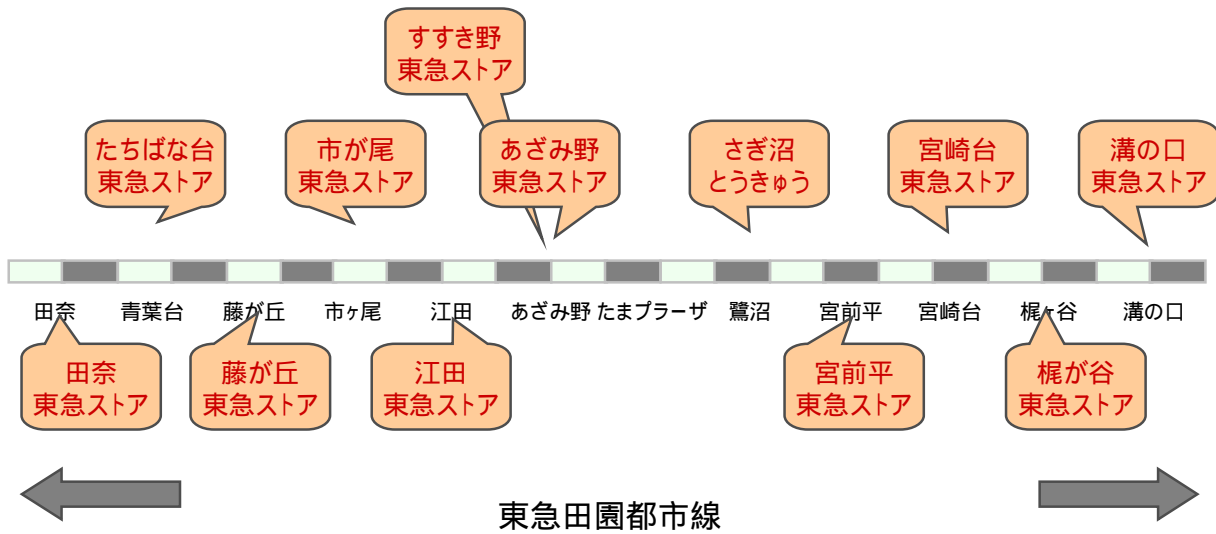 すすき野
東急ストア
たちばな台
東急ストア
市が尾
東急ストア
あざみ野
東急ストア
さぎ沼
とうきゅう
宮崎台
東急ストア
溝の口
東急ストア
田奈 青葉台 藤が丘 市ヶ尾 江田 あざみ野 たまプラーザ 鷺沼 宮前平 宮崎台 梶ヶ谷 溝の口
田奈
東急ストア
藤が丘
東急ストア
江田
東急ストア
宮前平
東急ストア
梶が谷
東急ストア
東急田園都市線